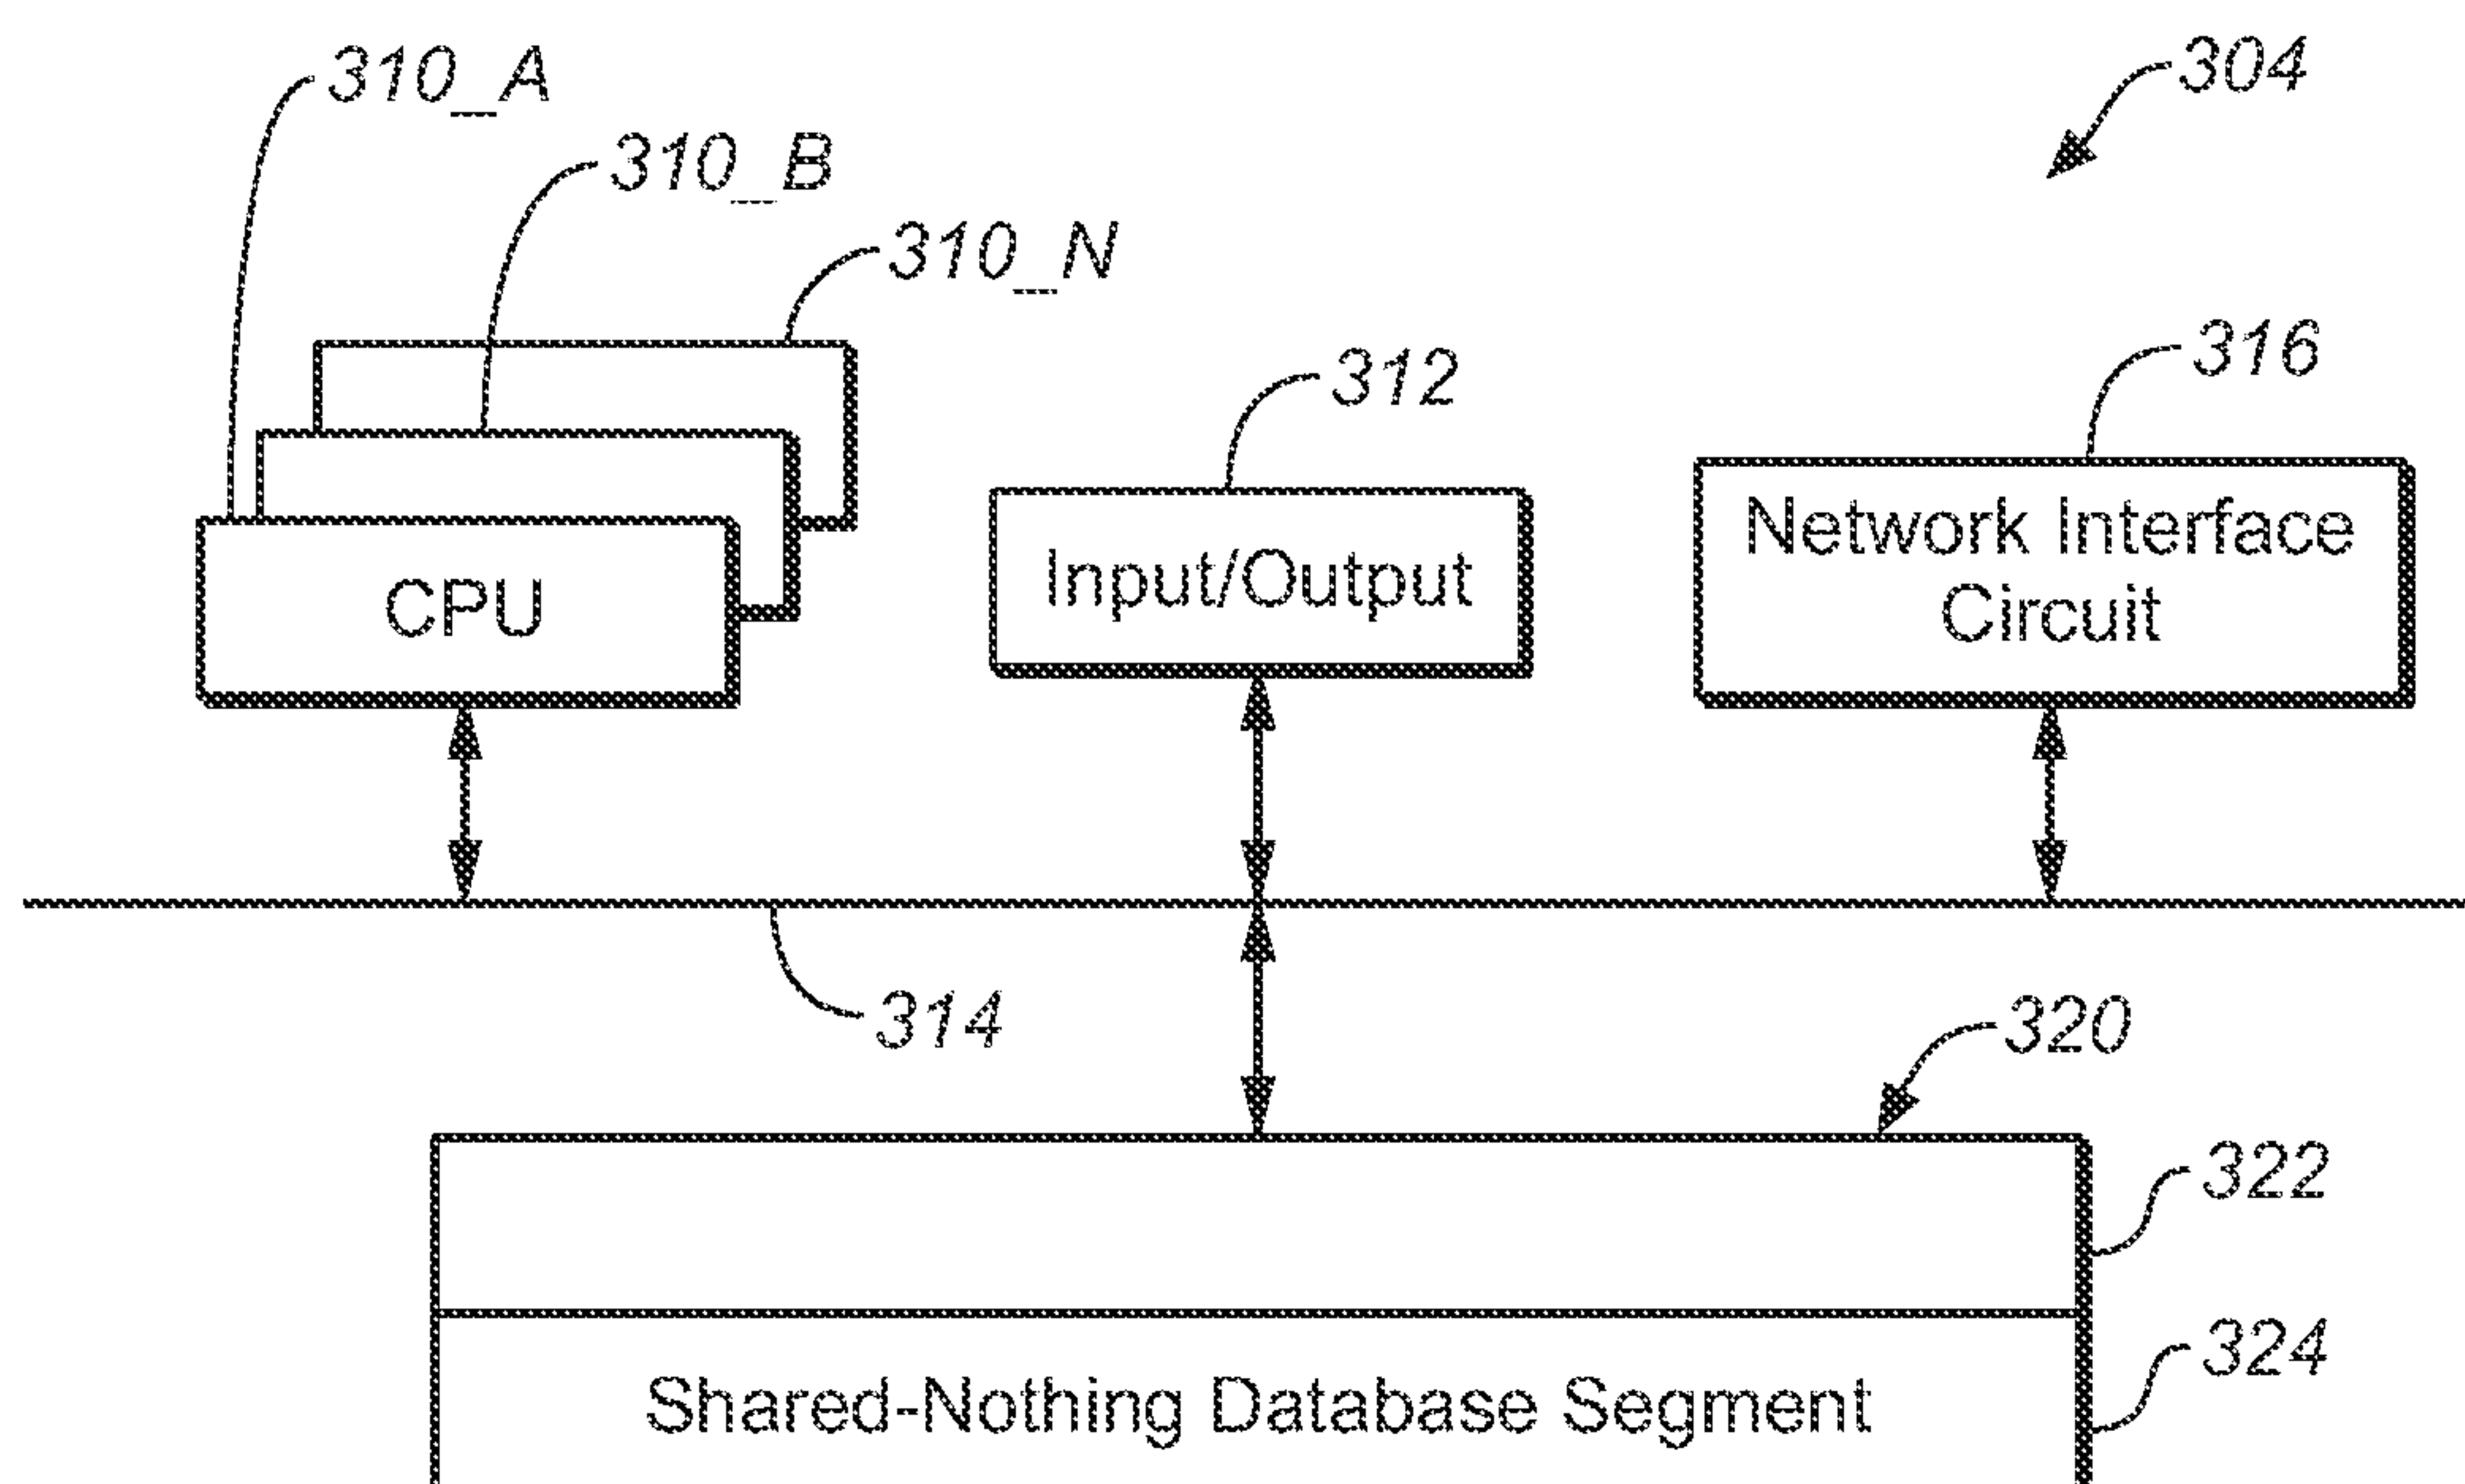 310_A
304
310_B
310_N
316
312
Network Interface
Circuit
Input/Output
CPU
314
320
322
324
Shared-Nothing Database Segment